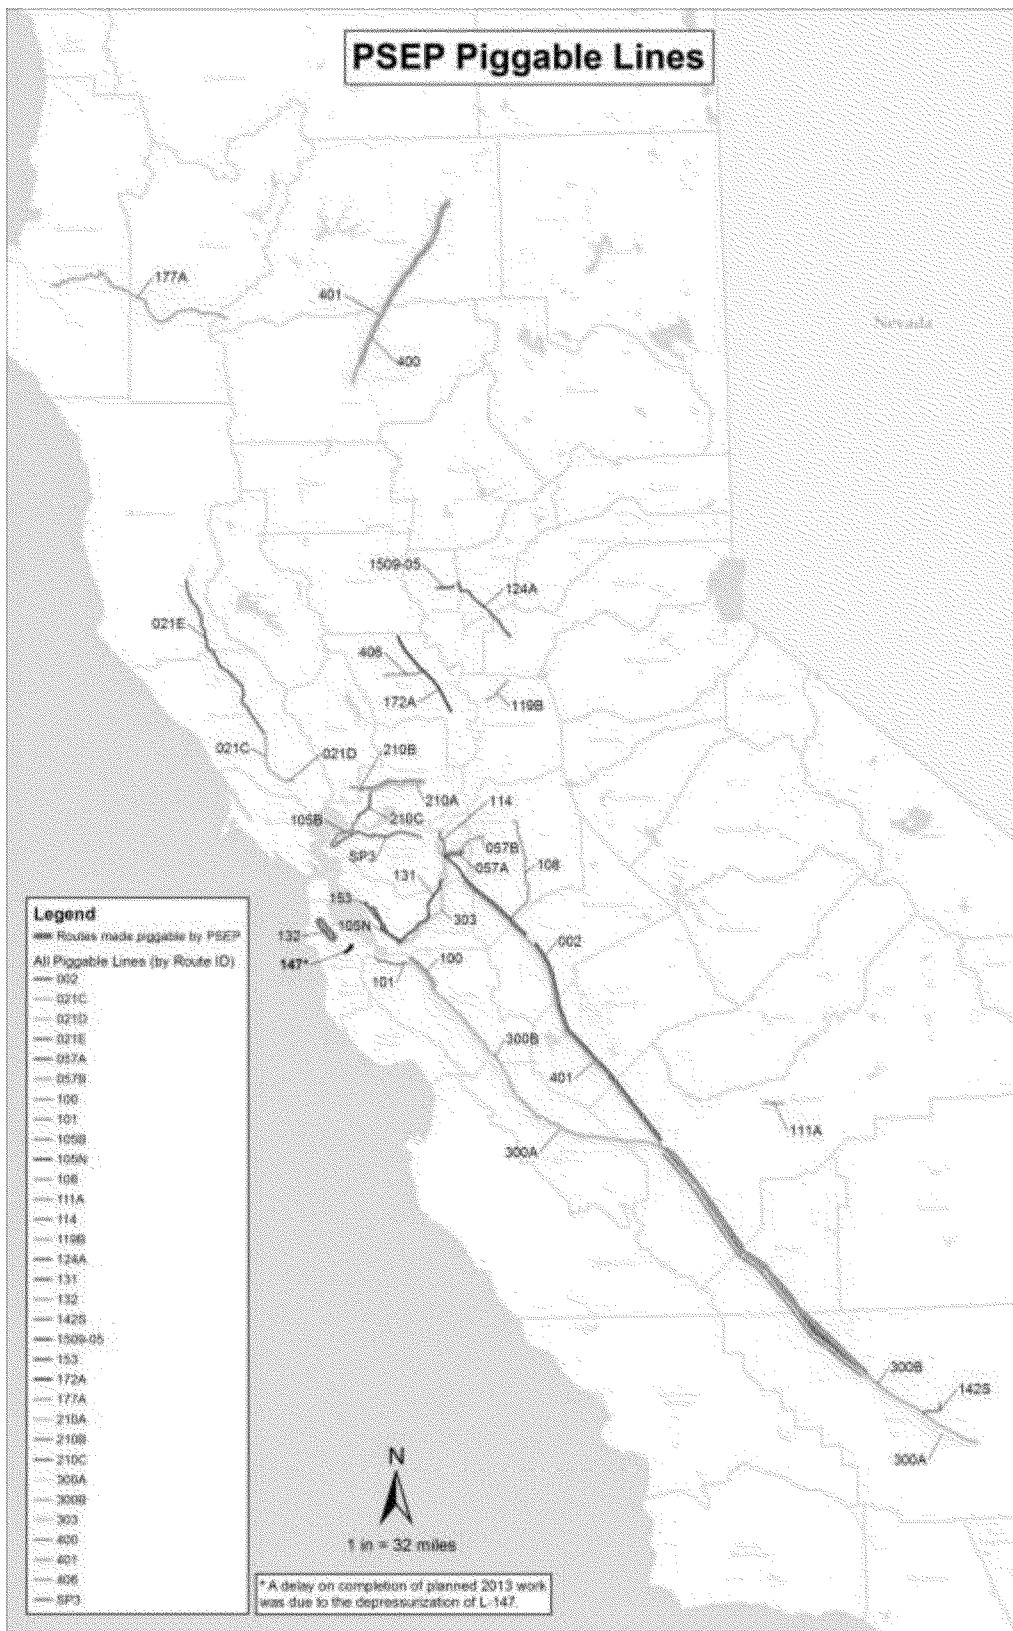 PSEP Piggable Lines
177A
401
400
Nevada
1509-05
124A
021E
406
172A
119B
021C
021D
210B
210A
114
105B
210C
SP3
057B
057A
108
131
153
105N
303
132
002
147*
100
101
300B
401
111A
300A
300B
142S
300A
Legend
Routes made piggable by PSEP
All Piggable Lines (by Route ID)
002
021C
021D
021E
057A
057B
100
101
105B
105N
108
111A
114
119B
124A
131
132
142S
1509-05
153
172A
177A
210A
210B
210C
300A
300B
303
400
401
406
SP3
N
1 in = 32 miles
* A delay on completion of planned 2013 work
was due to the depressurization of L-147.